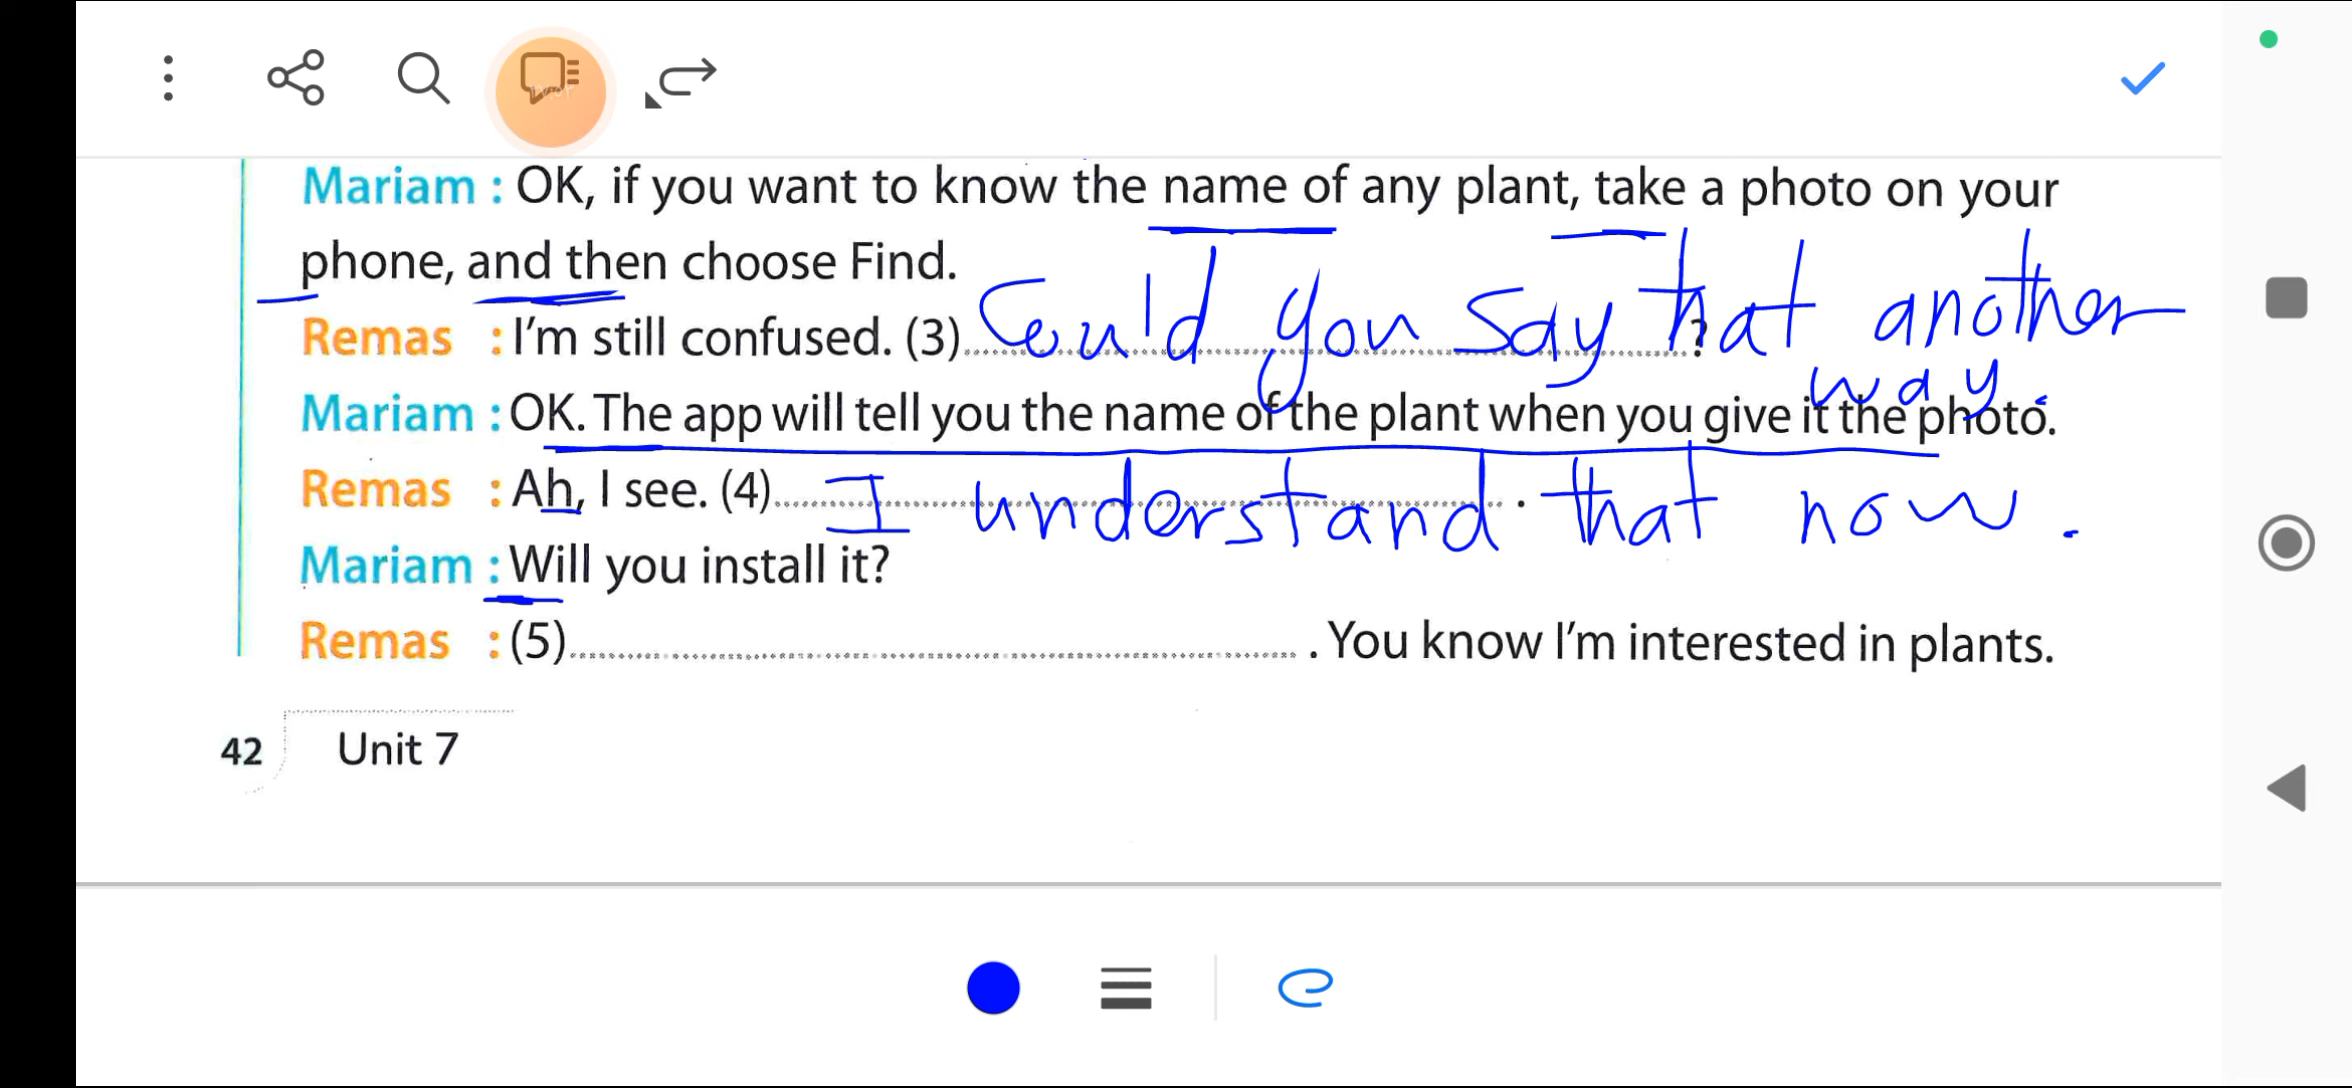 Mariam : OK, if you want to know the name of any plant, take a photo on your
phone, and then choose Find.
Remas : I'm still confused. (3) Could you say that another ?
way.
Mariam : OK. The app will tell you the name of the plant when you give it the photo.
Remas : Ah, I see. (4) I understand . that now.
Mariam : Will you install it?
Remas : (5) . You know I'm interested in plants.
42 Unit 7